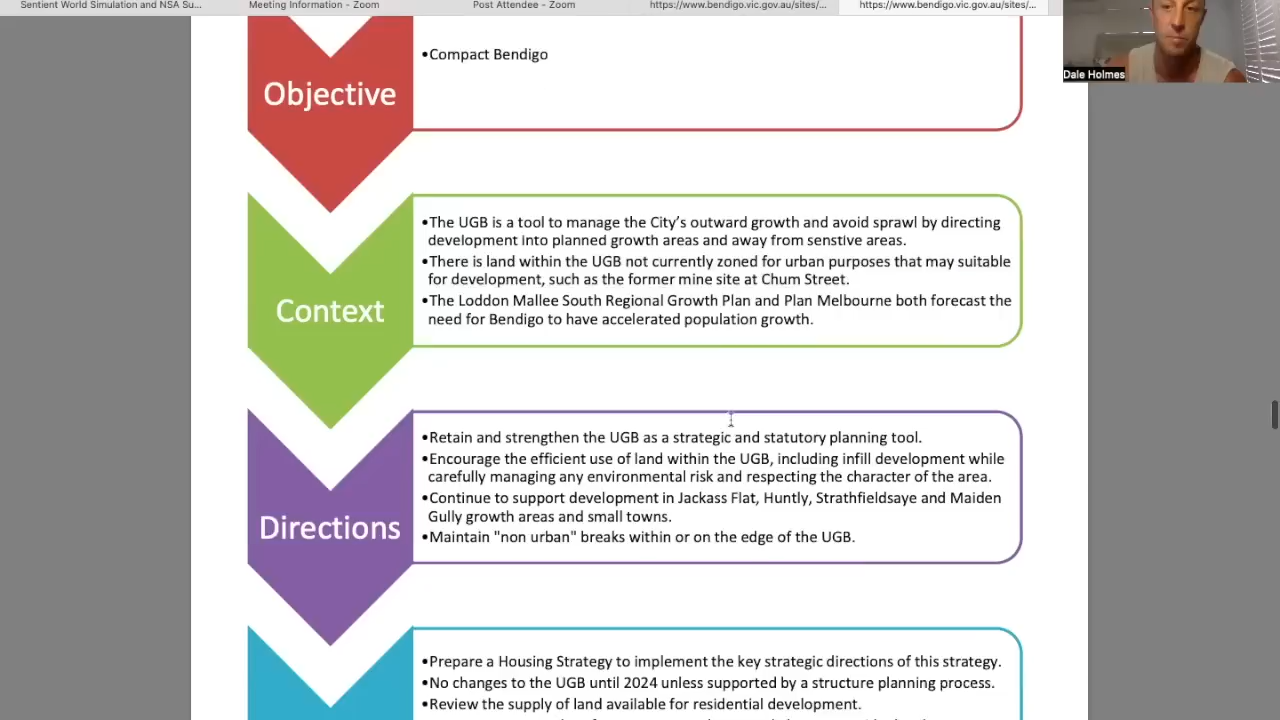 Sentient World Simulation and NSA Su...
Meeting Information - Zoom
Post Attendee - Zoom
https://www.bendigo.vic.gov.au/sites/...
https://www.bendigo.vic.gov.au/sites/...
Dale Holmes
Objective
•Compact Bendigo
Context
•The UGB is a tool to manage the City's outward growth and avoid sprawl by directing
development into planned growth areas and away from senstive areas.
•There is land within the UGB not currently zoned for urban purposes that may suitable
for development, such as the former mine site at Chum Street.
•The Loddon Mallee South Regional Growth Plan and Plan Melbourne both forecast the
need for Bendigo to have accelerated population growth.
Directions
•Retain and strengthen the UGB as a strategic and statutory planning tool.
•Encourage the efficient use of land within the UGB, including infill development while
carefully managing any environmental risk and respecting the character of the area.
•Continue to support development in Jackass Flat, Huntly, Strathfieldsaye and Maiden
Gully growth areas and small towns.
•Maintain "non urban" breaks within or on the edge of the UGB.
•Prepare a Housing Strategy to implement the key strategic directions of this strategy.
•No changes to the UGB until 2024 unless supported by a structure planning process.
•Review the supply of land available for residential development.